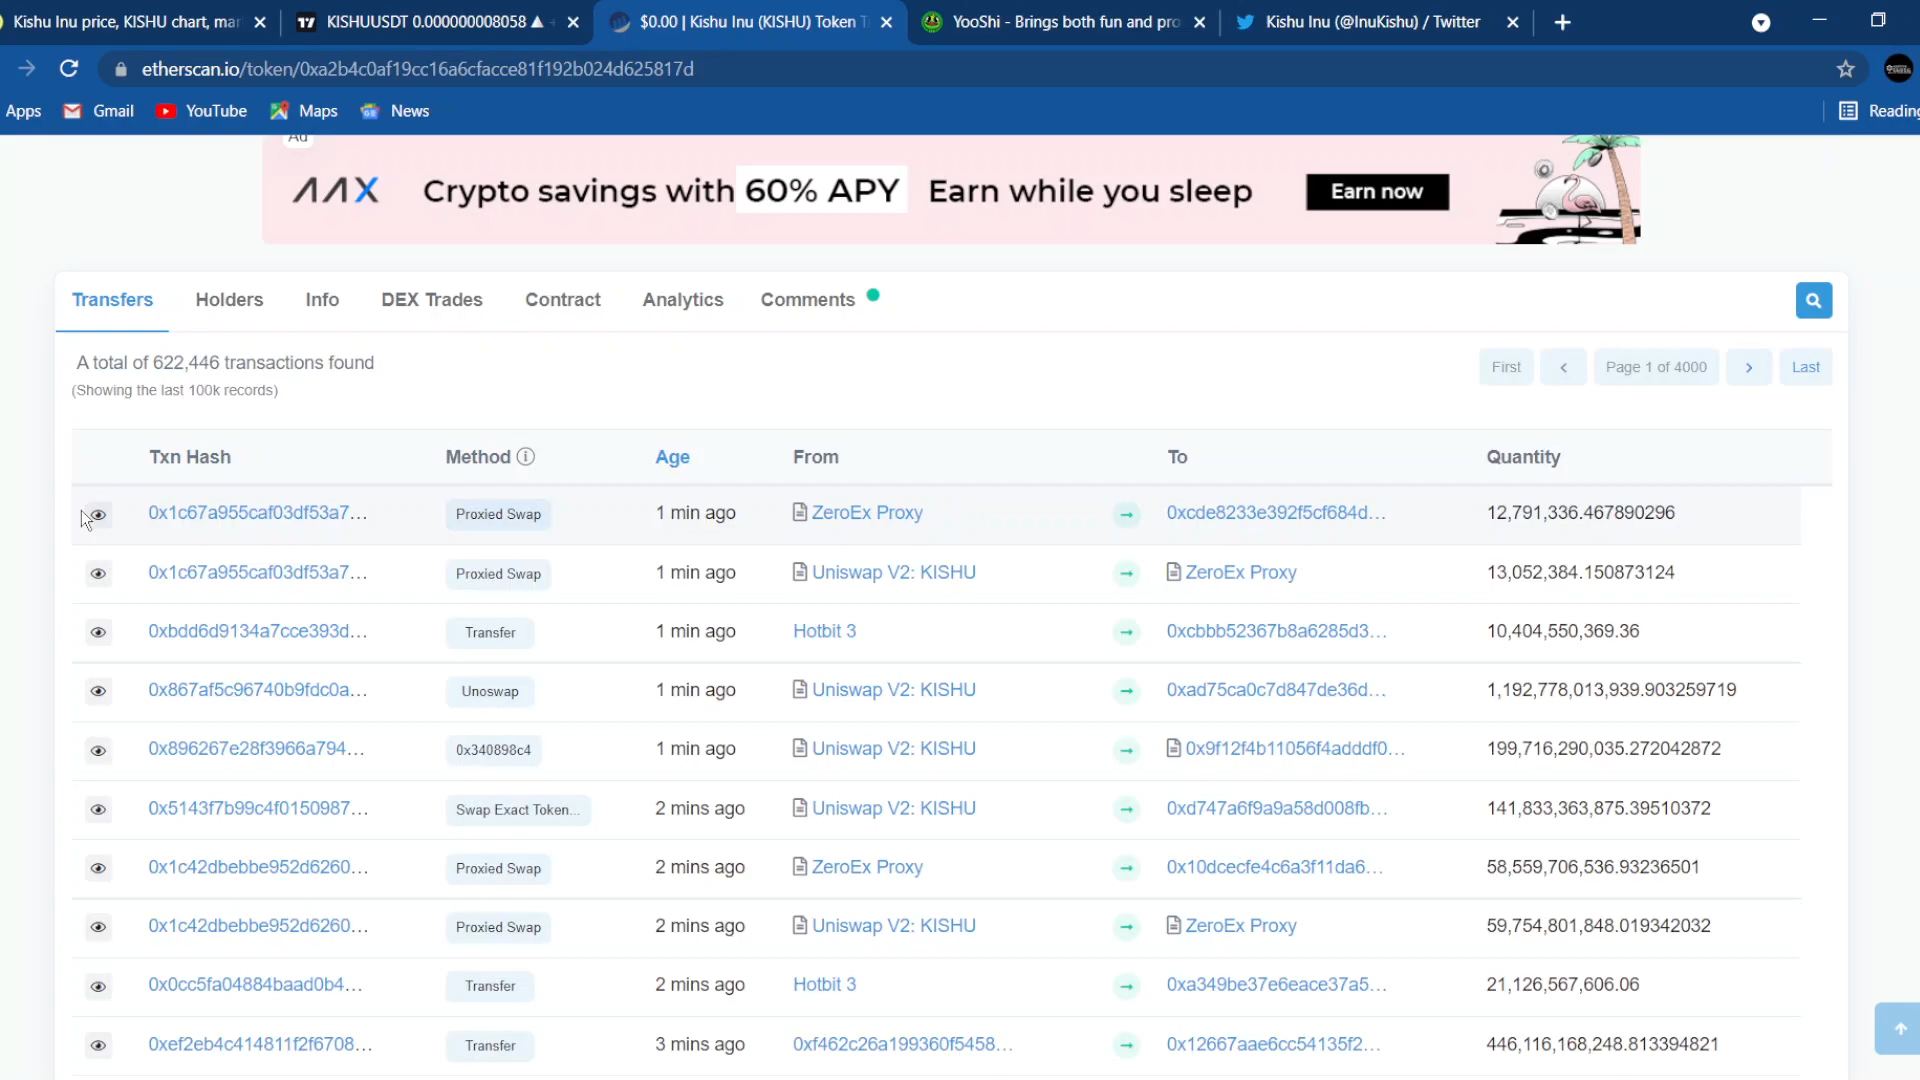 Kishu Inu price, KISHU chart, mar
KISHUUSDT 0.000000008058 ▲
$0.00 | Kishu Inu (KISHU) Token T
YooShi - Brings both fun and pro
Kishu Inu (@InuKishu) / Twitter
etherscan.io/token/0xa2b4c0af19cc16a6cfacce81f192b024d625817d
Apps Gmail YouTube Maps News Reading
Ad
AAX Crypto savings with 60% APY Earn while you sleep Earn now
Transfers Holders Info DEX Trades Contract Analytics Comments
A total of 622,446 transactions found
(Showing the last 100k records)
First < Page 1 of 4000 > Last
Txn Hash Method Age From To Quantity
0x1c67a955caf03df53a7... Proxied Swap 1 min ago ZeroEx Proxy → 0xcde8233e392f5cf684d... 12,791,336.467890296
0x1c67a955caf03df53a7... Proxied Swap 1 min ago Uniswap V2: KISHU → ZeroEx Proxy 13,052,384.150873124
0xbdd6d9134a7cce393d... Transfer 1 min ago Hotbit 3 → 0xcbbb52367b8a6285d3... 10,404,550,369.36
0x867af5c96740b9fdc0a... Unoswap 1 min ago Uniswap V2: KISHU → 0xad75ca0c7d847de36d... 1,192,778,013,939.903259719
0x896267e28f3966a794... 0x340898c4 1 min ago Uniswap V2: KISHU → 0x9f12f4b11056f4adddf0... 199,716,290,035.272042872
0x5143f7b99c4f0150987... Swap Exact Token... 2 mins ago Uniswap V2: KISHU → 0xd747a6f9a9a58d008fb... 141,833,363,875.39510372
0x1c42dbebbe952d6260... Proxied Swap 2 mins ago ZeroEx Proxy → 0x10dcecfe4c6a3f11da6... 58,559,706,536.93236501
0x1c42dbebbe952d6260... Proxied Swap 2 mins ago Uniswap V2: KISHU → ZeroEx Proxy 59,754,801,848.019342032
0x0cc5fa04884baad0b4... Transfer 2 mins ago Hotbit 3 → 0xa349be37e6eace37a5... 21,126,567,606.06
0xef2eb4c414811f2f6708... Transfer 3 mins ago 0xf462c26a199360f5458... → 0x12667aae6cc54135f2... 446,116,168,248.813394821